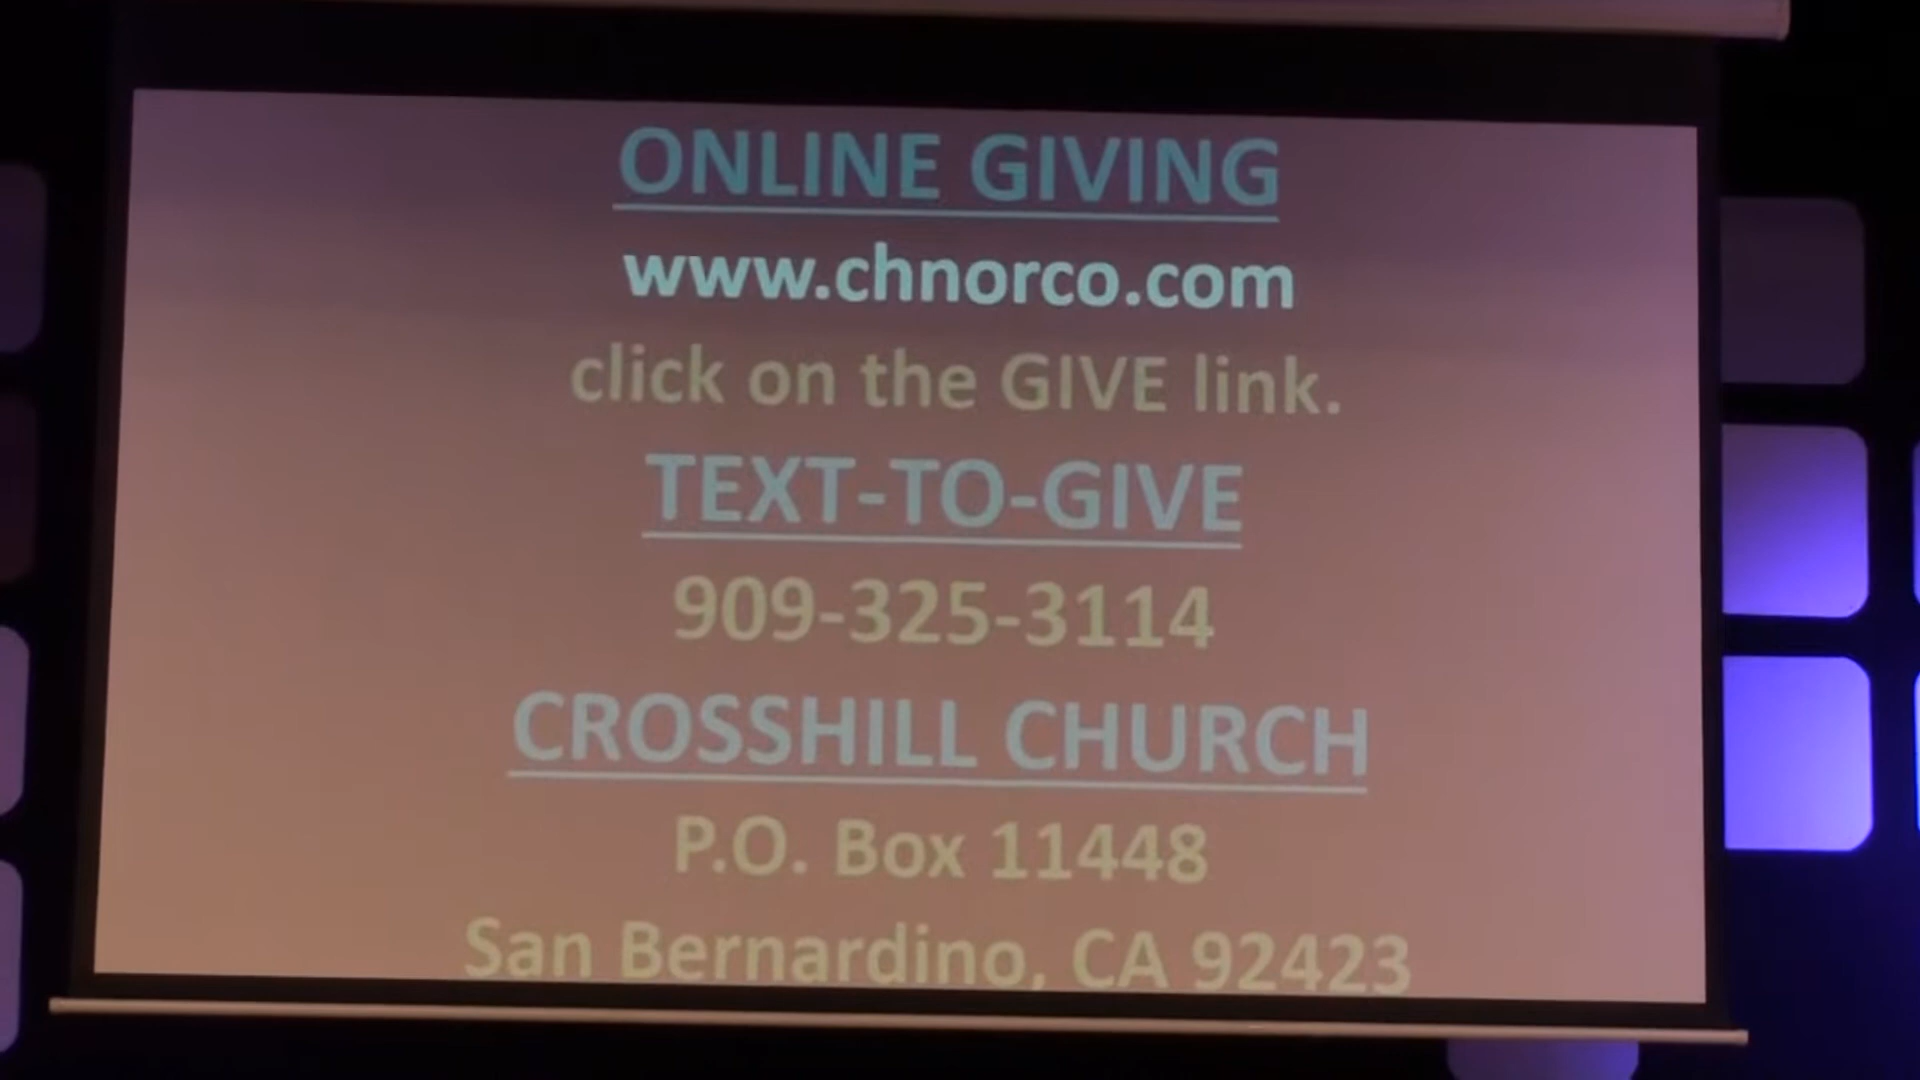 ONLINE GIVING
www.chnorco.com
click on the GIVE link.
TEXT-TO-GIVE
909-325-3114
CROSSHILL CHURCH
P.O. Box 11448
San Bernardino, CA 92423